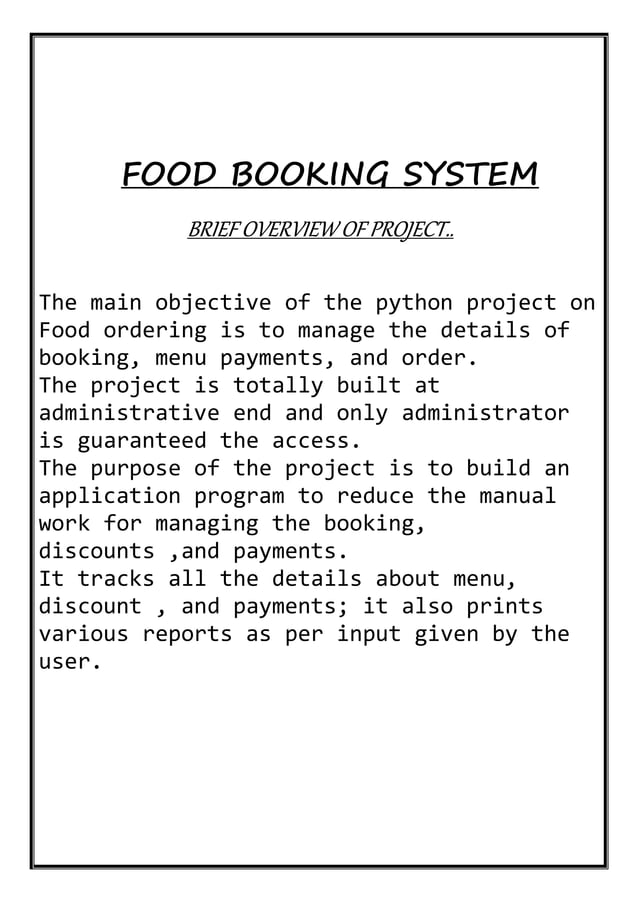 FOOD BOOKING SYSTEM
BRIEF OVERVIEW OF PROJECT..
The main objective of the python project on
Food ordering is to manage the details of
booking, menu payments, and order.
The project is totally built at
administrative end and only administrator
is guaranteed the access.
The purpose of the project is to build an
application program to reduce the manual
work for managing the booking,
discounts ,and payments.
It tracks all the details about menu,
discount , and payments; it also prints
various reports as per input given by the
user.